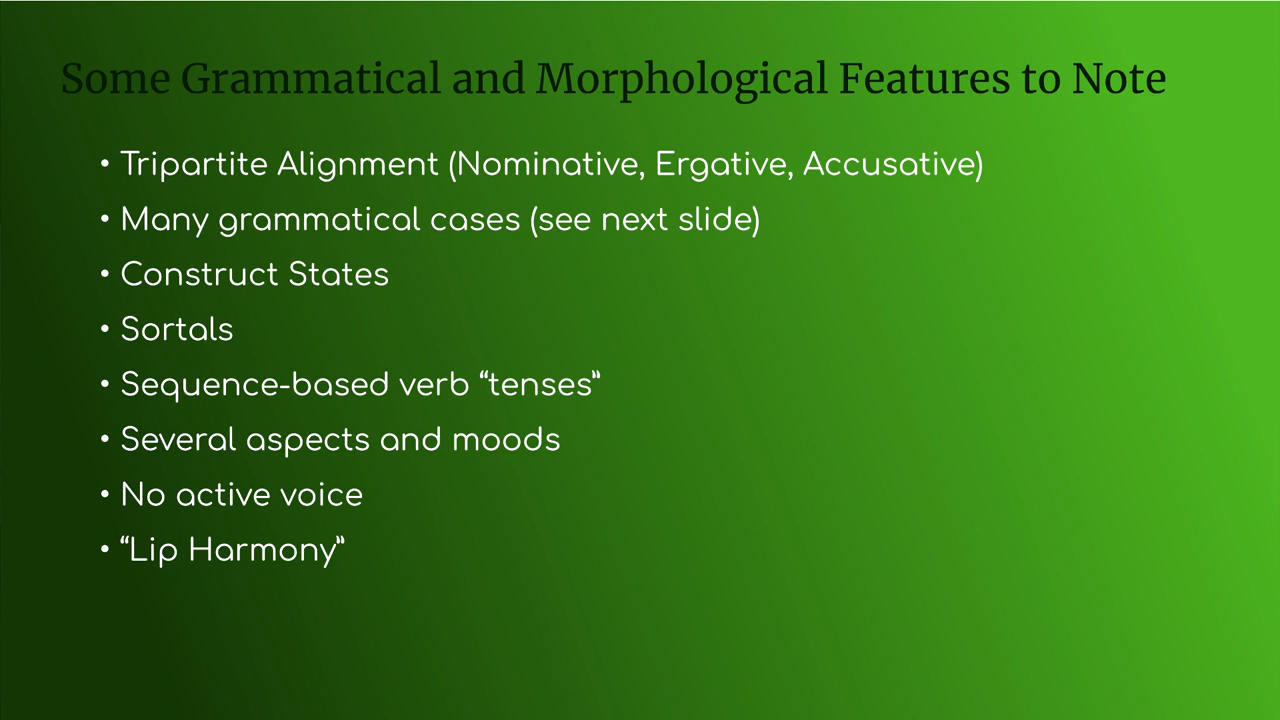 Some Grammatical and Morphological Features to Note
• Tripartite Alignment (Nominative, Ergative, Accusative)
• Many grammatical cases (see next slide)
• Construct States
• Sortals
• Sequence-based verb “tenses”
• Several aspects and moods
• No active voice
• “Lip Harmony”